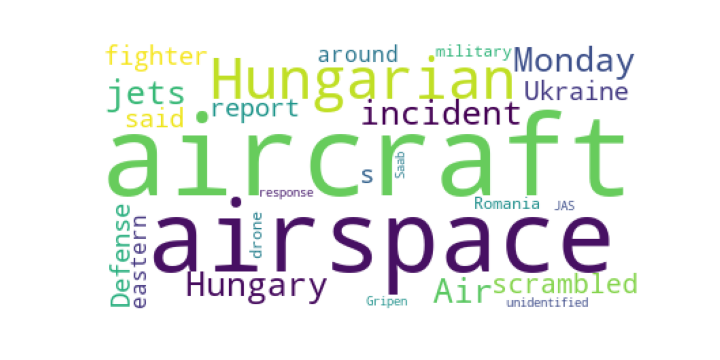 fighter around military
Hungarian Monday
jets report incident Ukraine
said
aircraft
s Saab
response Romania JAS
airspace
Defense eastern drone
Hungary Air scrambled
Gripen unidentified